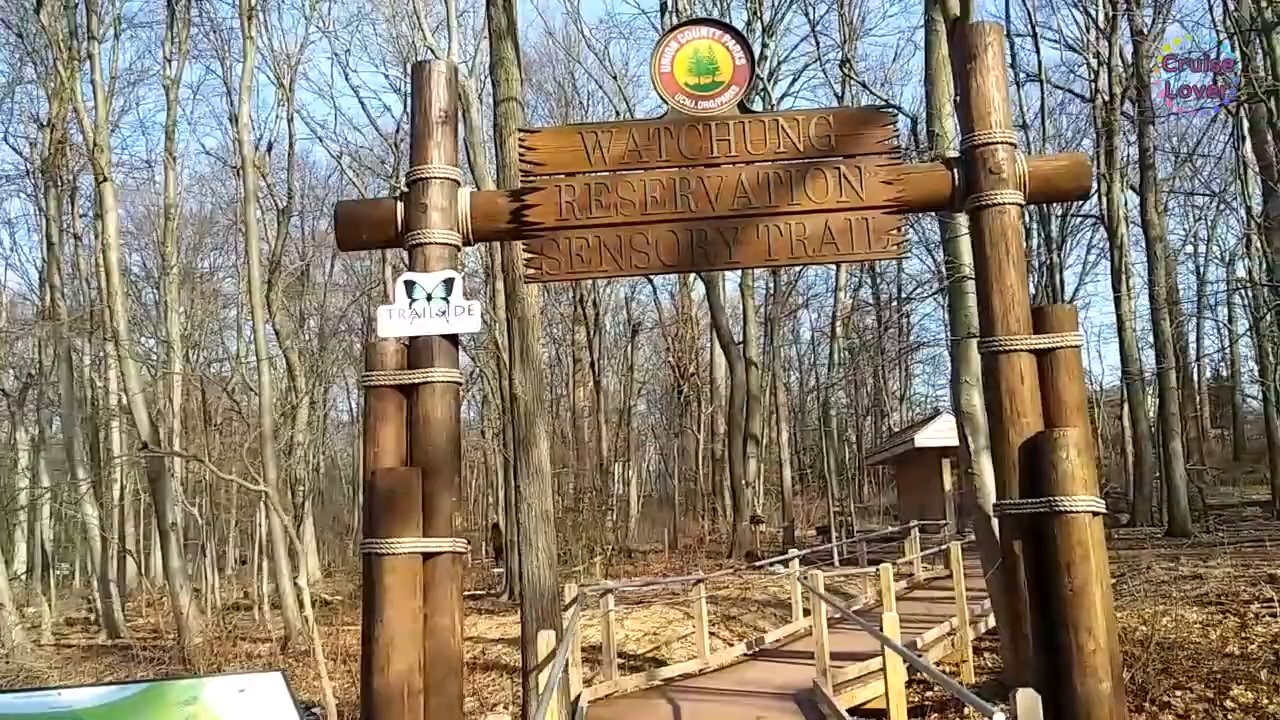 UNION COUNTY PARKS
UCNJ.ORG/PARKS
WATCHUNG
RESERVATION
SENSORY TRAIL
TRAILSIDE
Cruise
Lover